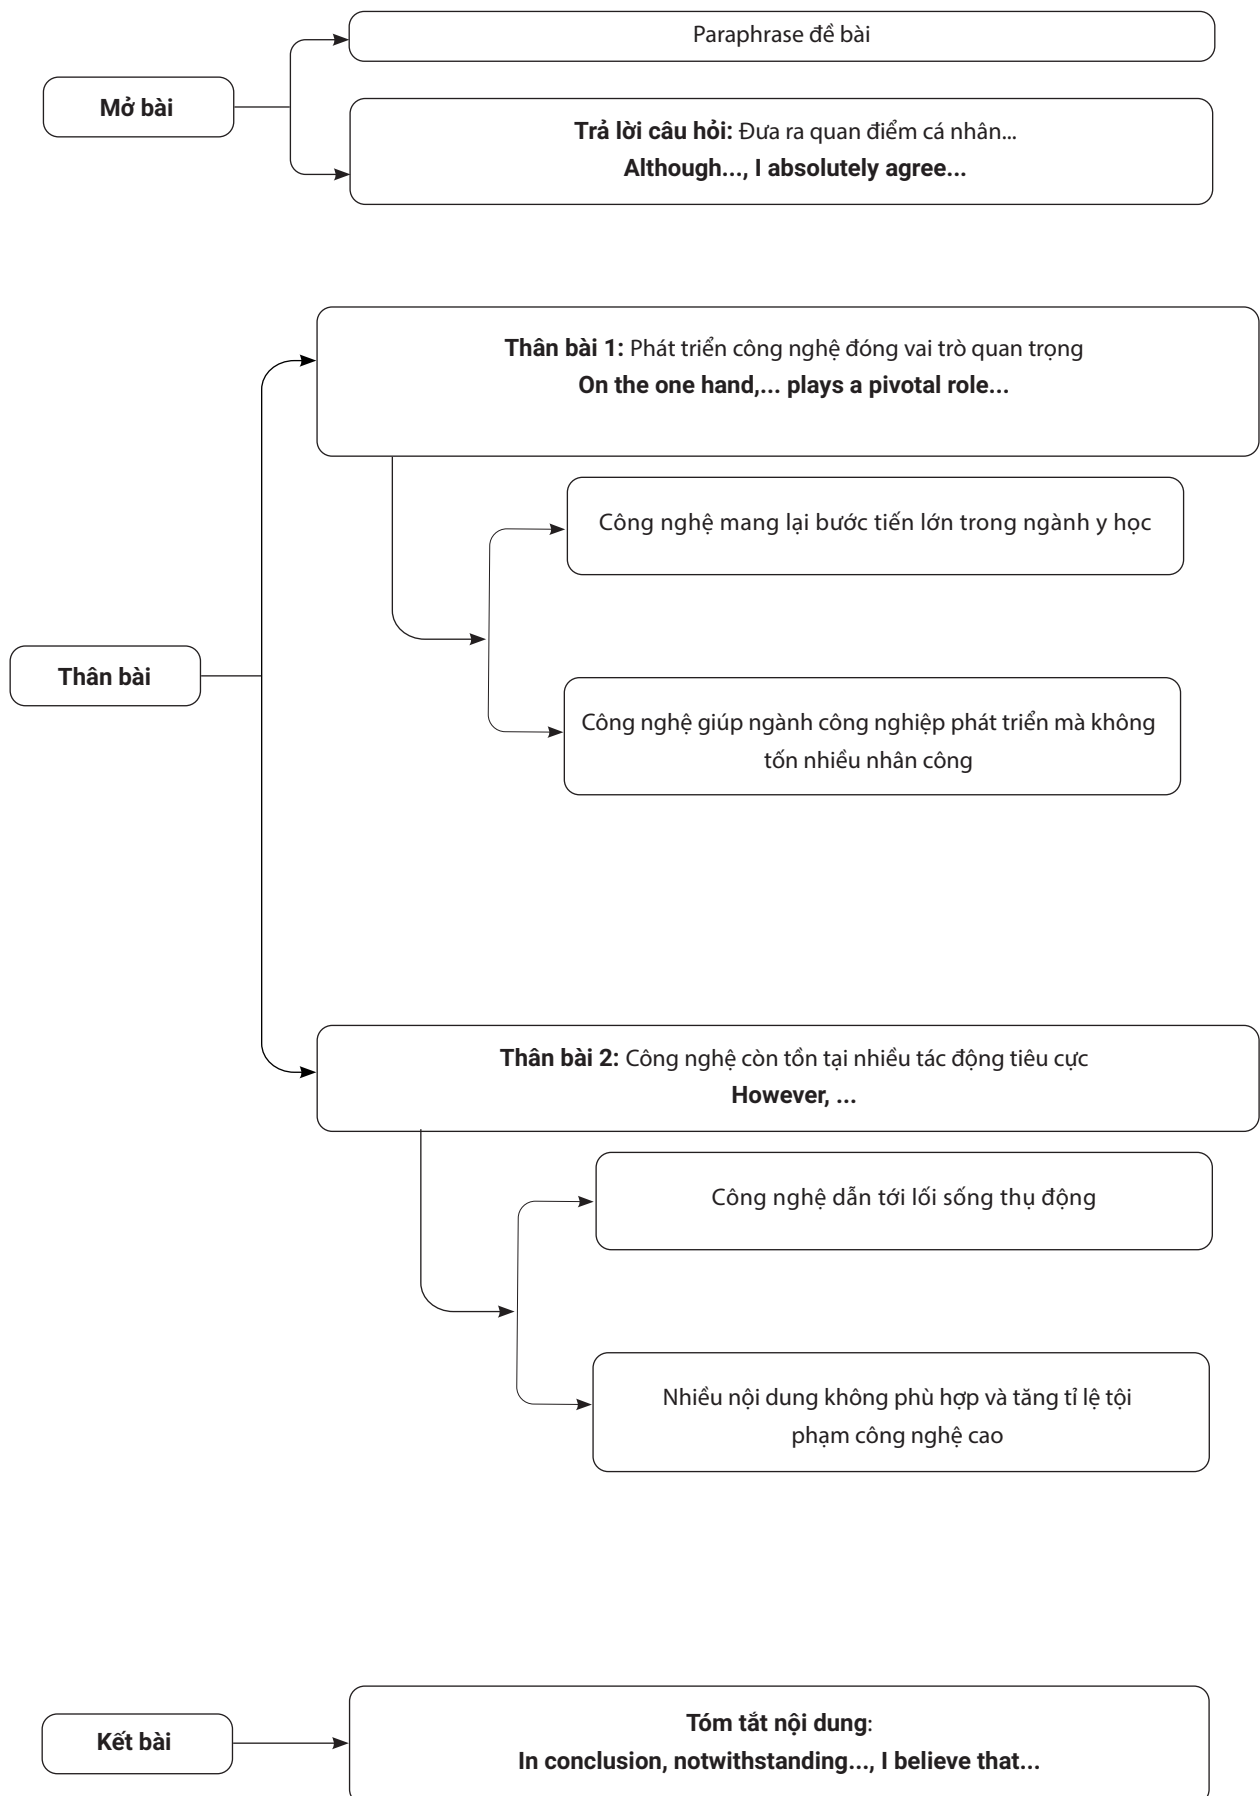 Paraphrase đề bài
Mở bài
Trả lời câu hỏi: Đưa ra quan điểm cá nhân...
Although..., I absolutely agree...
Thân bài 1: Phát triển công nghệ đóng vai trò quan trọng
On the one hand,... plays a pivotal role...
Công nghệ mang lại bước tiến lớn trong ngành y học
Thân bài
Công nghệ giúp ngành công nghiệp phát triển mà không
tốn nhiều nhân công
Thân bài 2: Công nghệ còn tồn tại nhiều tác động tiêu cực
However, ...
Công nghệ dẫn tới lối sống thụ động
Nhiều nội dung không phù hợp và tăng tỉ lệ tội
phạm công nghệ cao
Kết bài
Tóm tắt nội dung:
In conclusion, notwithstanding..., I believe that...